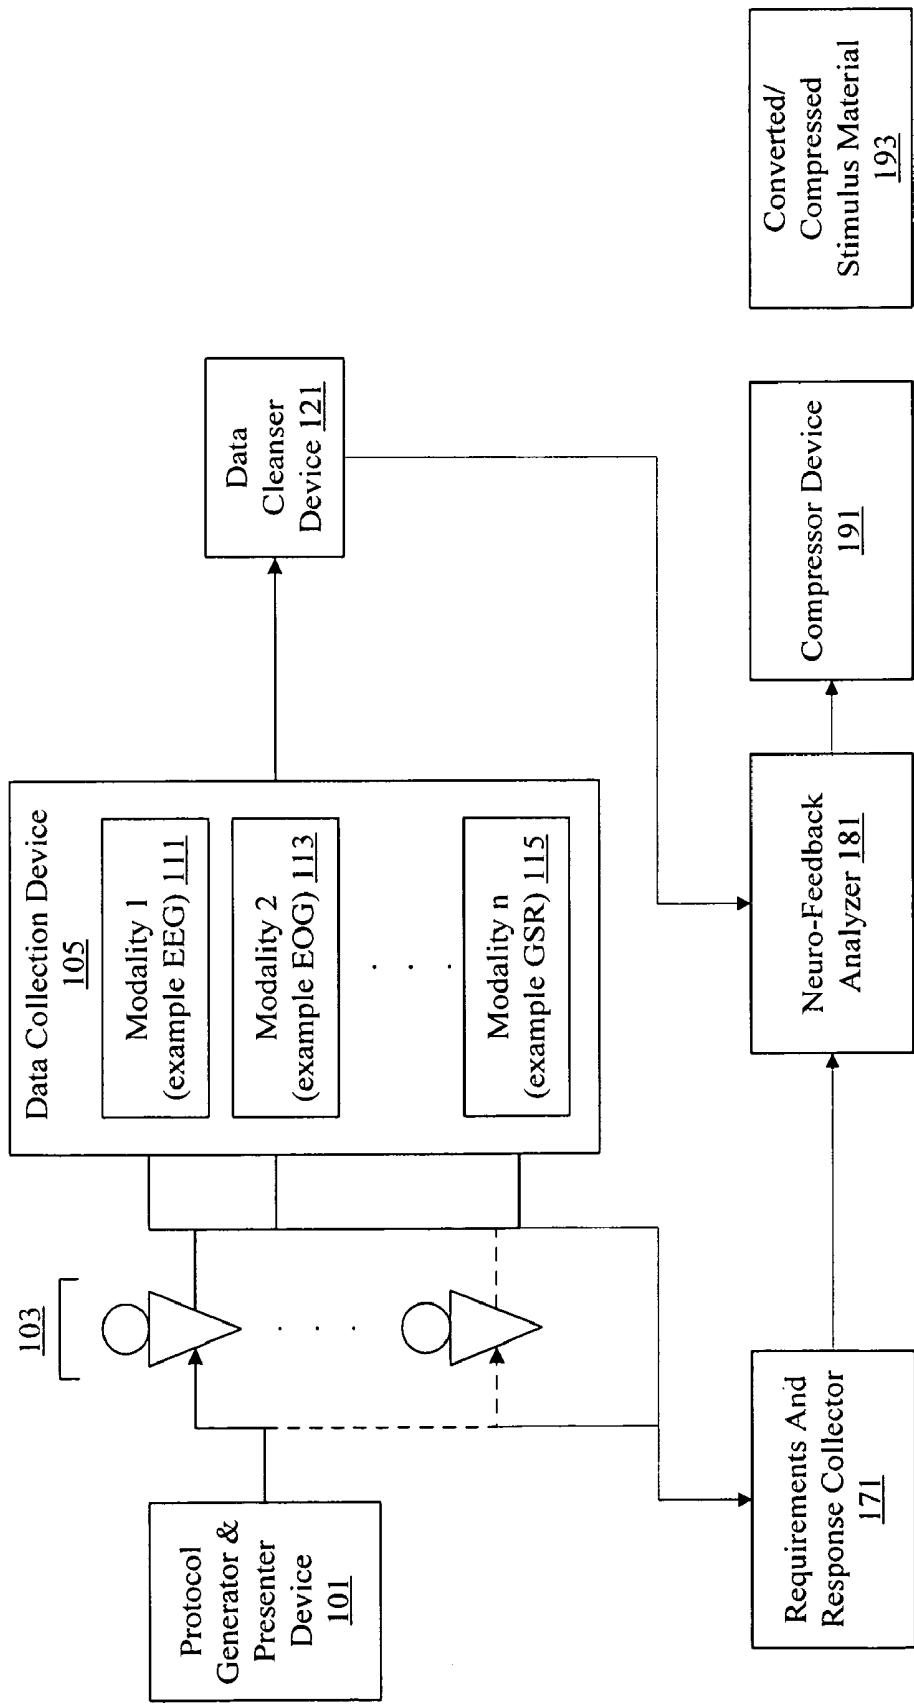 Protocol
Generator &
Presenter
Device
101
103
Data Collection Device
105
Modality 1
(example EEG) 111
Modality 2
(example EOG) 113
. . .
Modality n
(example GSR) 115
. . .
Data
Cleanser
Device 121
Requirements And
Response Collector
171
Neuro-Feedback
Analyzer 181
Compressor Device
191
Converted/
Compressed
Stimulus Material
193